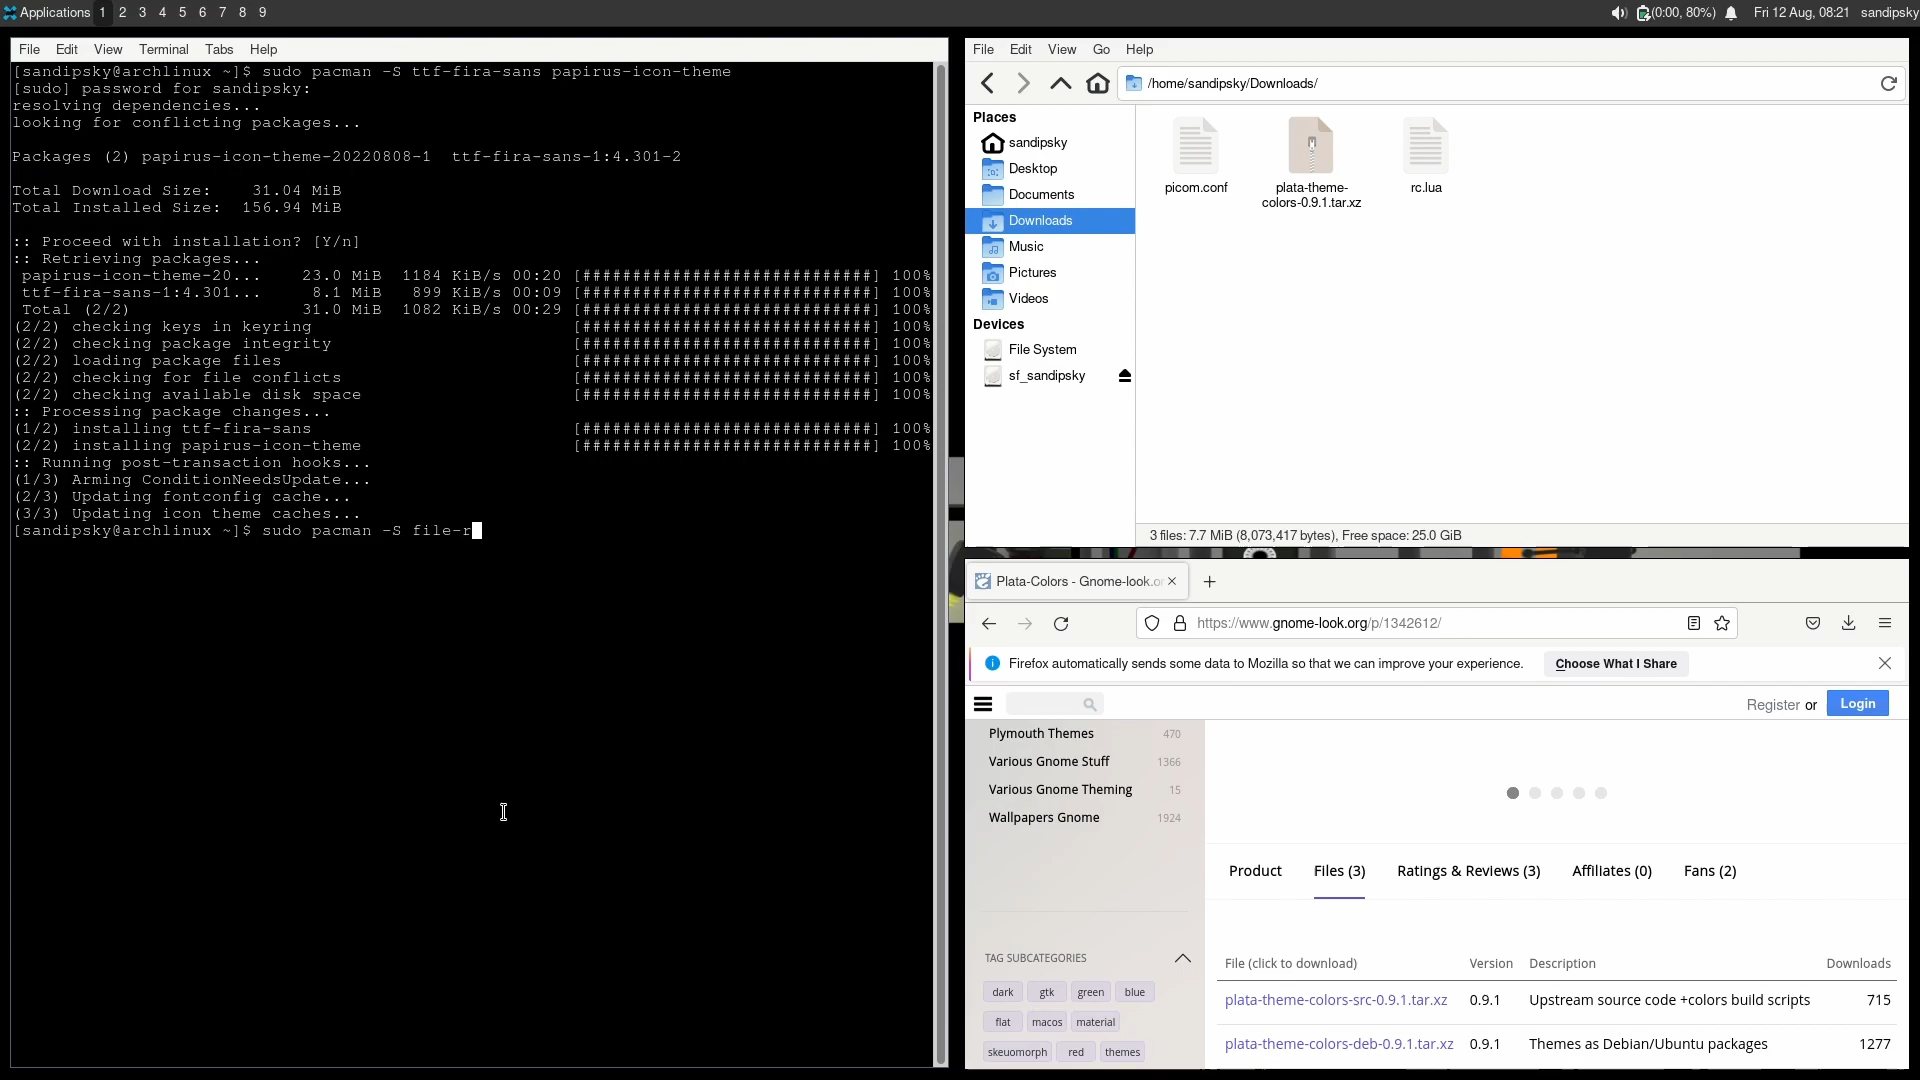 Applications 1 2 3 4 5 6 7 8 9
(0:00, 80%) Fri 12 Aug, 08:21 sandipsky
File Edit View Terminal Tabs Help
[sandipsky@archlinux ~]$ sudo pacman -S ttf-fira-sans papirus-icon-theme
[sudo] password for sandipsky:
resolving dependencies...
looking for conflicting packages...
Packages (2) papirus-icon-theme-20220808-1  ttf-fira-sans-1:4.301-2
Total Download Size:    31.04 MiB
Total Installed Size:  156.94 MiB
:: Proceed with installation? [Y/n]
:: Retrieving packages...
papirus-icon-theme-20...    23.0 MiB  1184 KiB/s 00:20 [#############################] 100%
ttf-fira-sans-1:4.301...     8.1 MiB   899 KiB/s 00:09 [#############################] 100%
Total (2/2)                 31.0 MiB  1082 KiB/s 00:29 [#############################] 100%
(2/2) checking keys in keyring                          [#############################] 100%
(2/2) checking package integrity                        [#############################] 100%
(2/2) loading package files                             [#############################] 100%
(2/2) checking for file conflicts                       [#############################] 100%
(2/2) checking available disk space                     [#############################] 100%
:: Processing package changes...
(1/2) installing ttf-fira-sans                          [#############################] 100%
(2/2) installing papirus-icon-theme                     [#############################] 100%
:: Running post-transaction hooks...
(1/3) Arming ConditionNeedsUpdate...
(2/3) Updating fontconfig cache...
(3/3) Updating icon theme caches...
[sandipsky@archlinux ~]$ sudo pacman -S file-r
File Edit View Go Help
/home/sandipsky/Downloads/
Places
sandipsky
Desktop
Documents
Downloads
Music
Pictures
Videos
Devices
File System
sf_sandipsky
picom.conf
plata-theme-
colors-0.9.1.tar.xz
rc.lua
3 files: 7.7 MiB (8,073,417 bytes), Free space: 25.0 GiB
Plata-Colors - Gnome-look.o
https://www.gnome-look.org/p/1342612/
Firefox automatically sends some data to Mozilla so that we can improve your experience. Choose What I Share
Register or Login
Plymouth Themes 470
Various Gnome Stuff 1366
Various Gnome Theming 15
Wallpapers Gnome 1924
TAG SUBCATEGORIES
dark gtk green blue
flat macos material
skeuomorph red themes
Product Files (3) Ratings & Reviews (3) Affiliates (0) Fans (2)
File (click to download) Version Description Downloads
plata-theme-colors-src-0.9.1.tar.xz 0.9.1 Upstream source code +colors build scripts 715
plata-theme-colors-deb-0.9.1.tar.xz 0.9.1 Themes as Debian/Ubuntu packages 1277